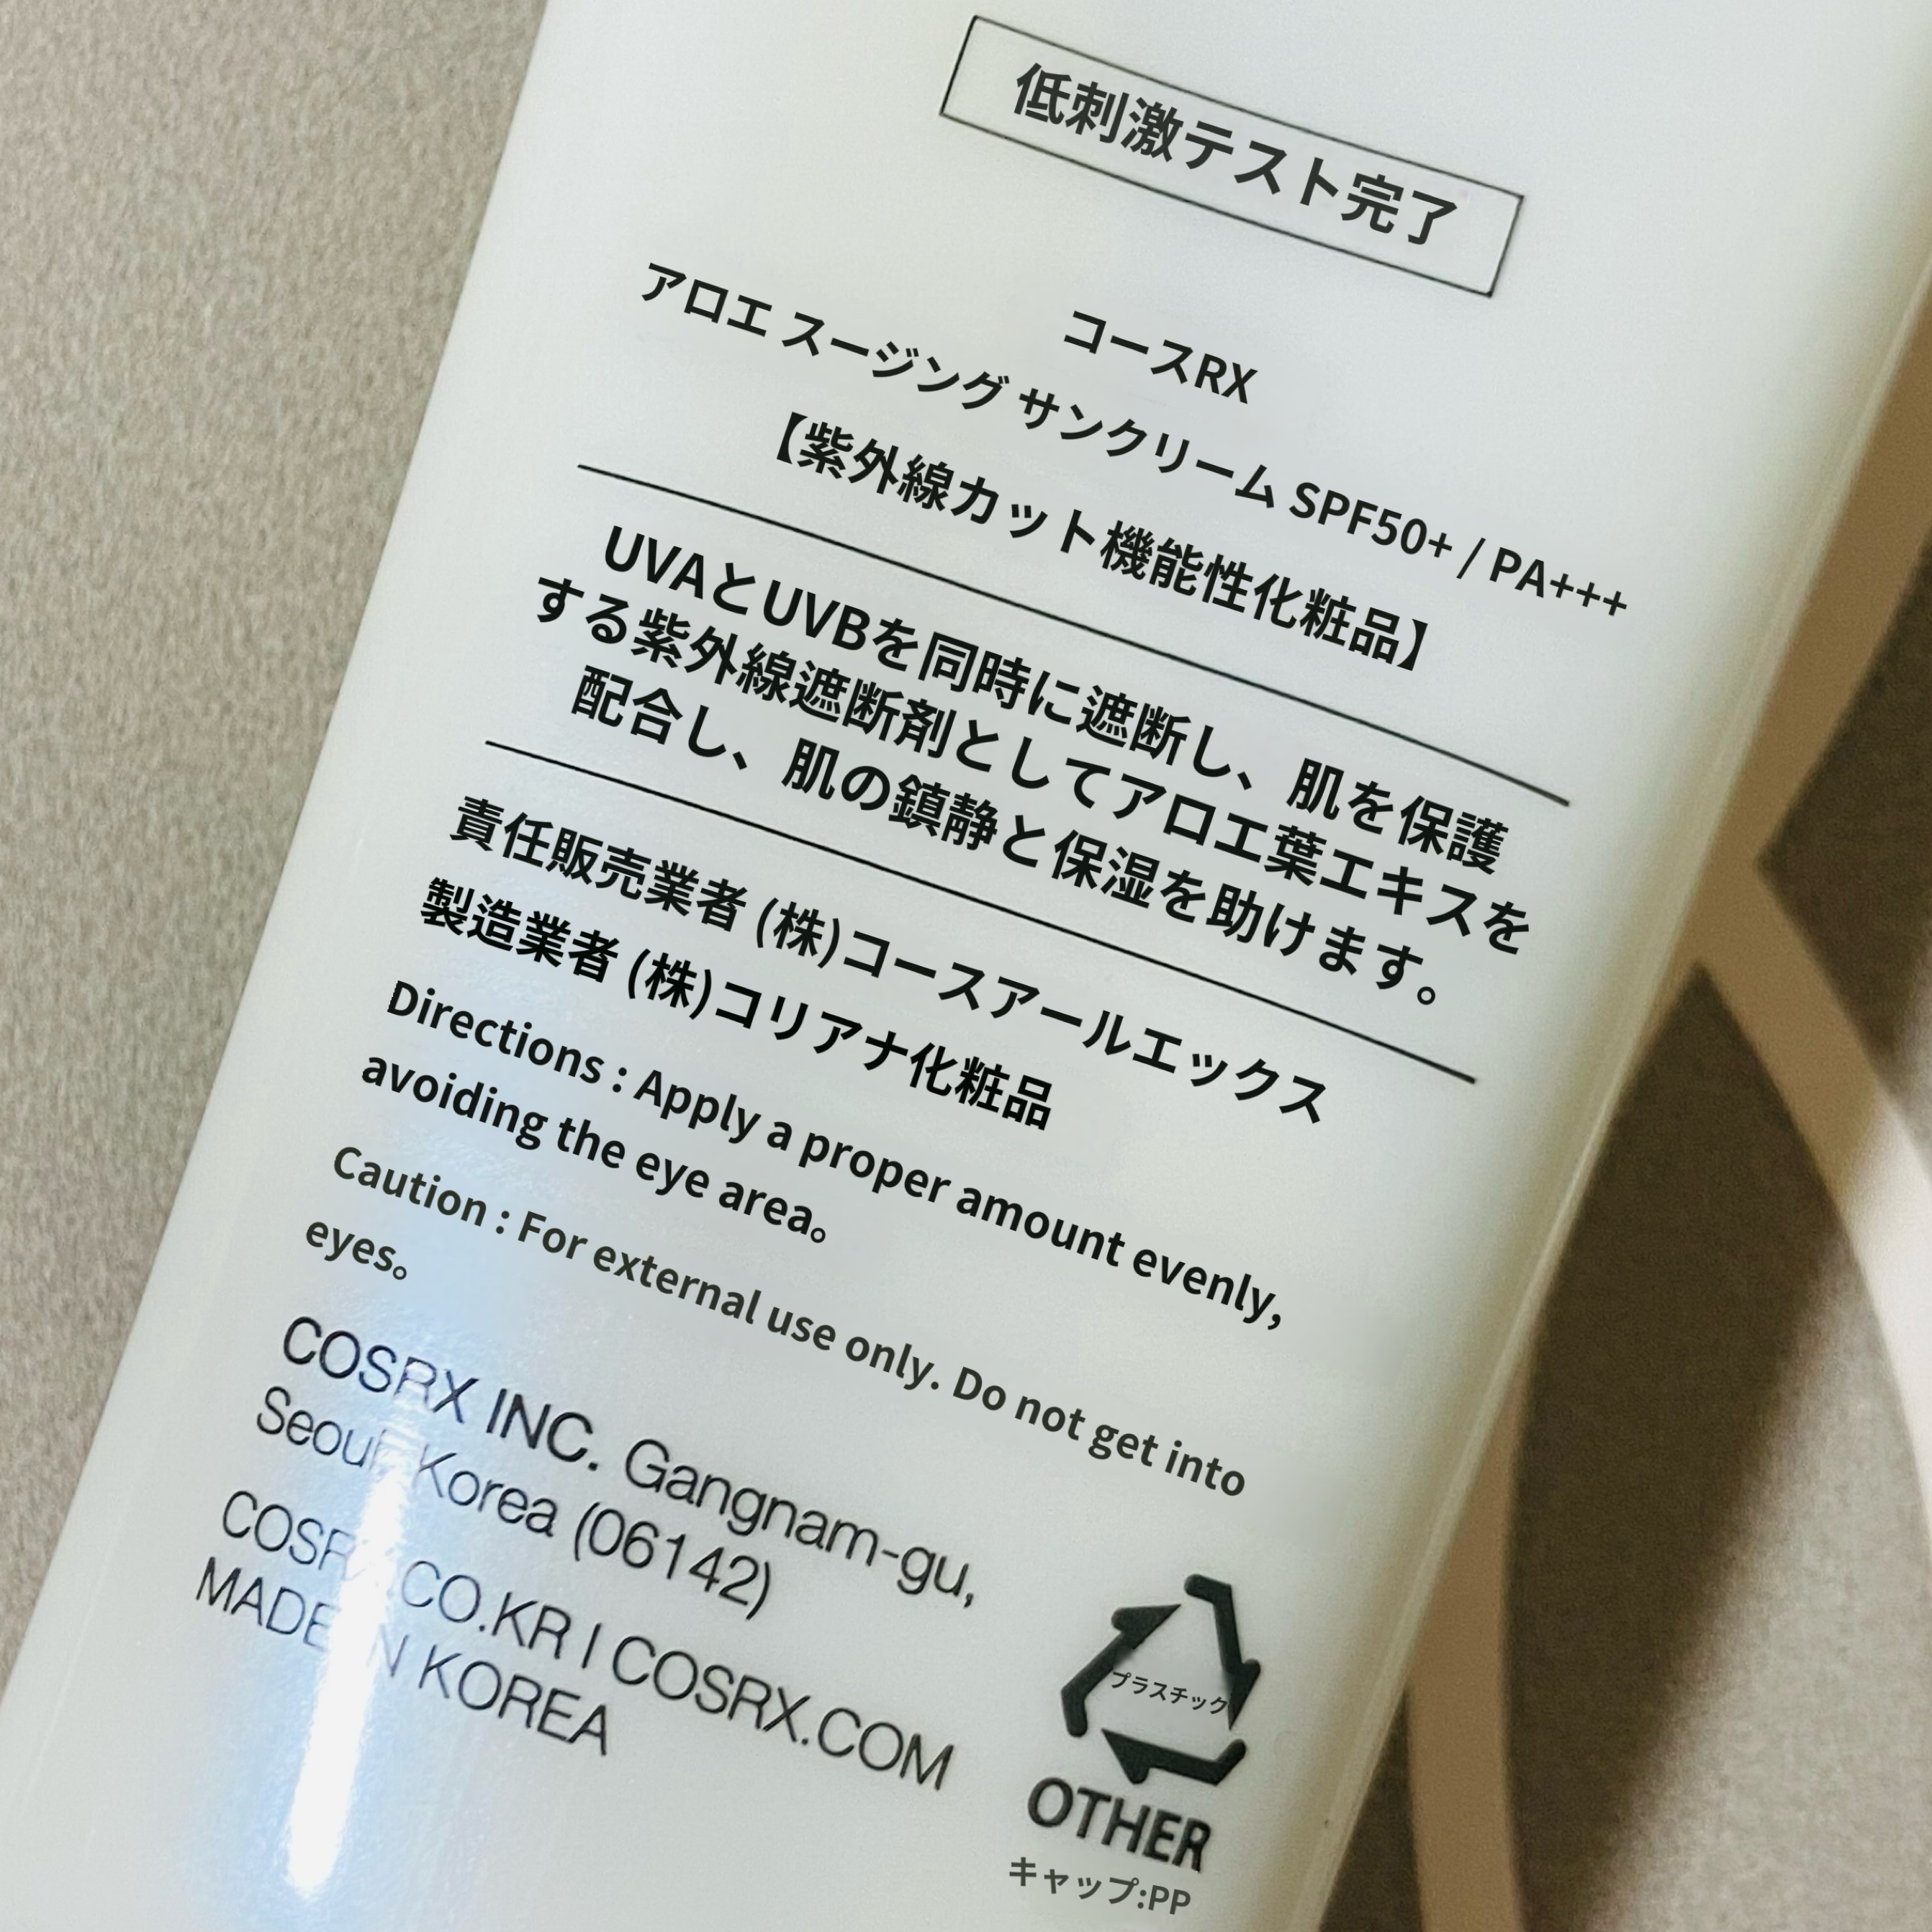 低刺激テスト完了
コースRX
アロエ スージング サンクリーム SPF50+ / PA+++
【紫外線カット機能性化粧品】
UVAとUVBを同時に遮断し、肌を保護
する紫外線遮断剤としてアロエ葉エキスを
配合し、肌の鎮静と保湿を助けます。
責任販売業者 (株)コースアールエックス
製造業者 (株)コリアナ化粧品
Directions : Apply a proper amount evenly,
avoiding the eye area。
Caution : For external use only. Do not get into
eyes。
COSRX INC. Gangnam-gu,
Seoul, Korea (06142)
COSRX.CO.KR I COSRX.COM
MADE IN KOREA
プラスチック
OTHER
キャップ:PP